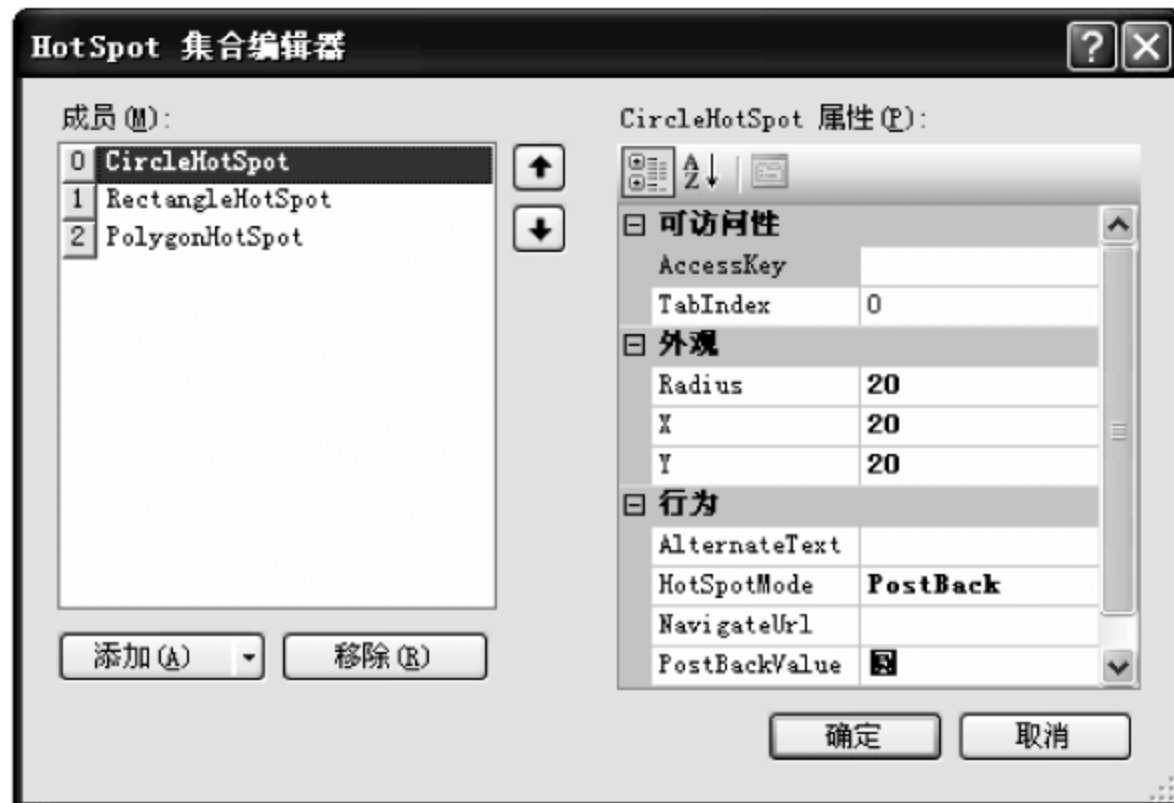 HotSpot 集合编辑器
成员(M):
0 CircleHotSpot
1 RectangleHotSpot
2 PolygonHotSpot
添加(A)
移除(R)
CircleHotSpot 属性(P):
可访问性
AccessKey
TabIndex 0
外观
Radius 20
X 20
Y 20
行为
AlternateText
HotSpotMode PostBack
NavigateUrl
PostBackValue
确定
取消